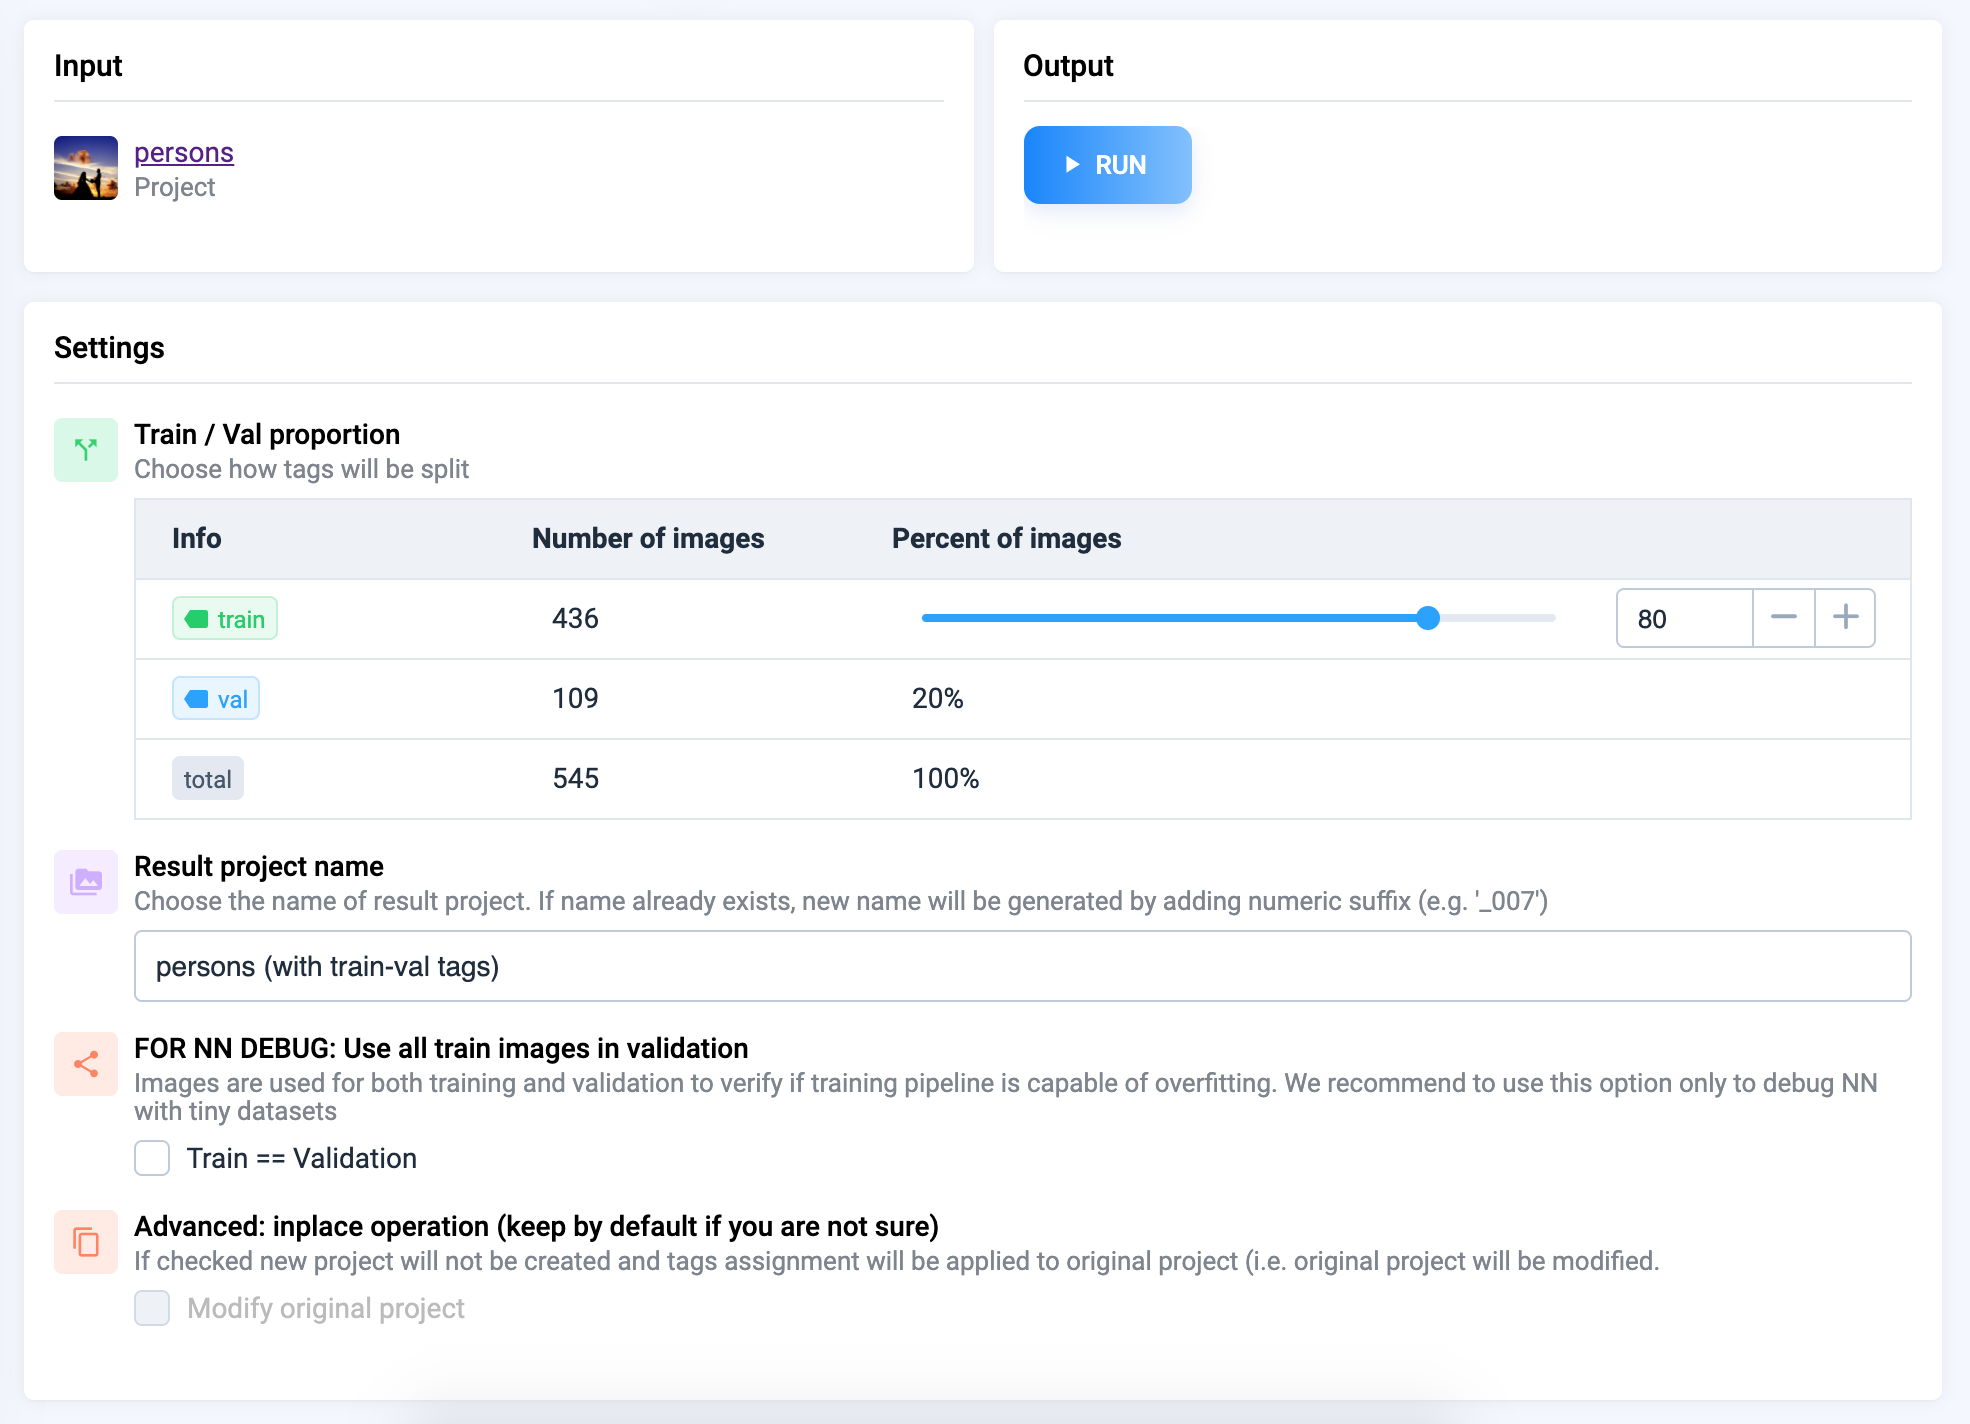 Input
persons
Project
Output
RUN
Settings
Train / Val proportion
Choose how tags will be split
Info Number of images Percent of images
train 436 80
val 109 20%
total 545 100%
Result project name
Choose the name of result project. If name already exists, new name will be generated by adding numeric suffix (e.g. '_007')
persons (with train-val tags)
FOR NN DEBUG: Use all train images in validation
Images are used for both training and validation to verify if training pipeline is capable of overfitting. We recommend to use this option only to debug NN
with tiny datasets
Train == Validation
Advanced: inplace operation (keep by default if you are not sure)
If checked new project will not be created and tags assignment will be applied to original project (i.e. original project will be modified.
Modify original project